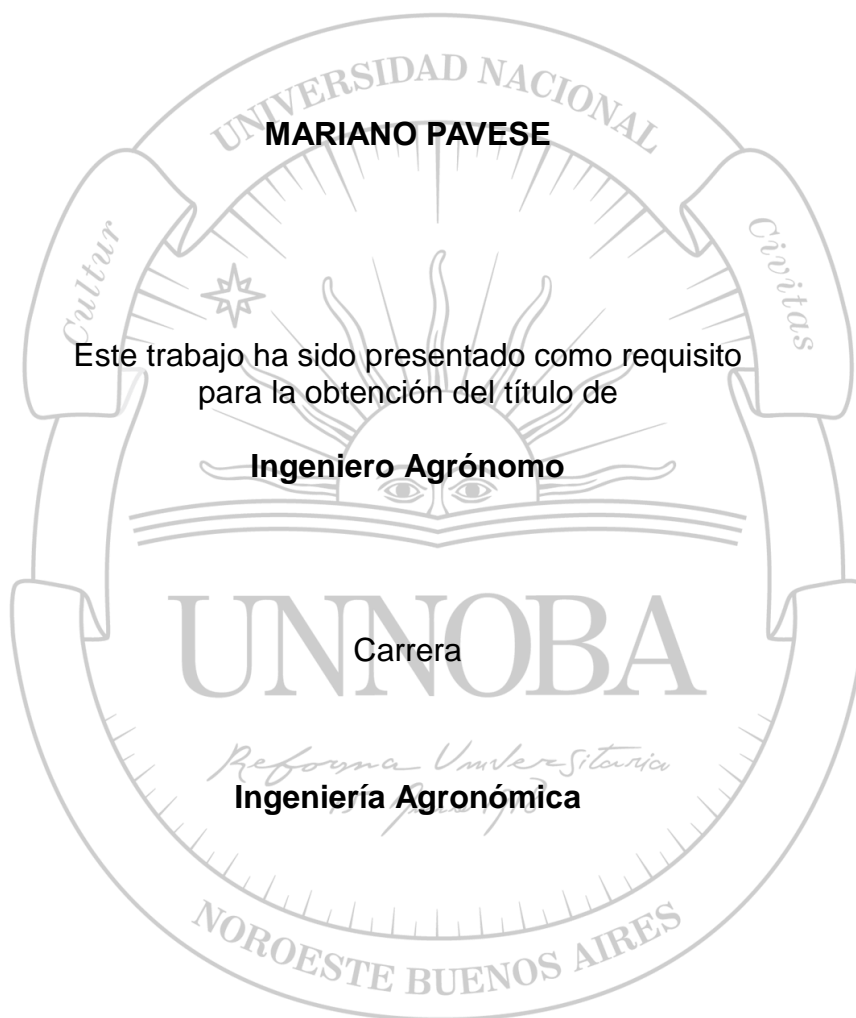 UNIVERSIDAD NACIONAL
MARIANO PAVESE
Cultur
Civitas
Este trabajo ha sido presentado como requisito
para la obtención del título de
Ingeniero Agrónomo
UNNOBA
Carrera
Reforma Universitaria
Ingeniería Agronómica
NOROESTE BUENOS AIRES